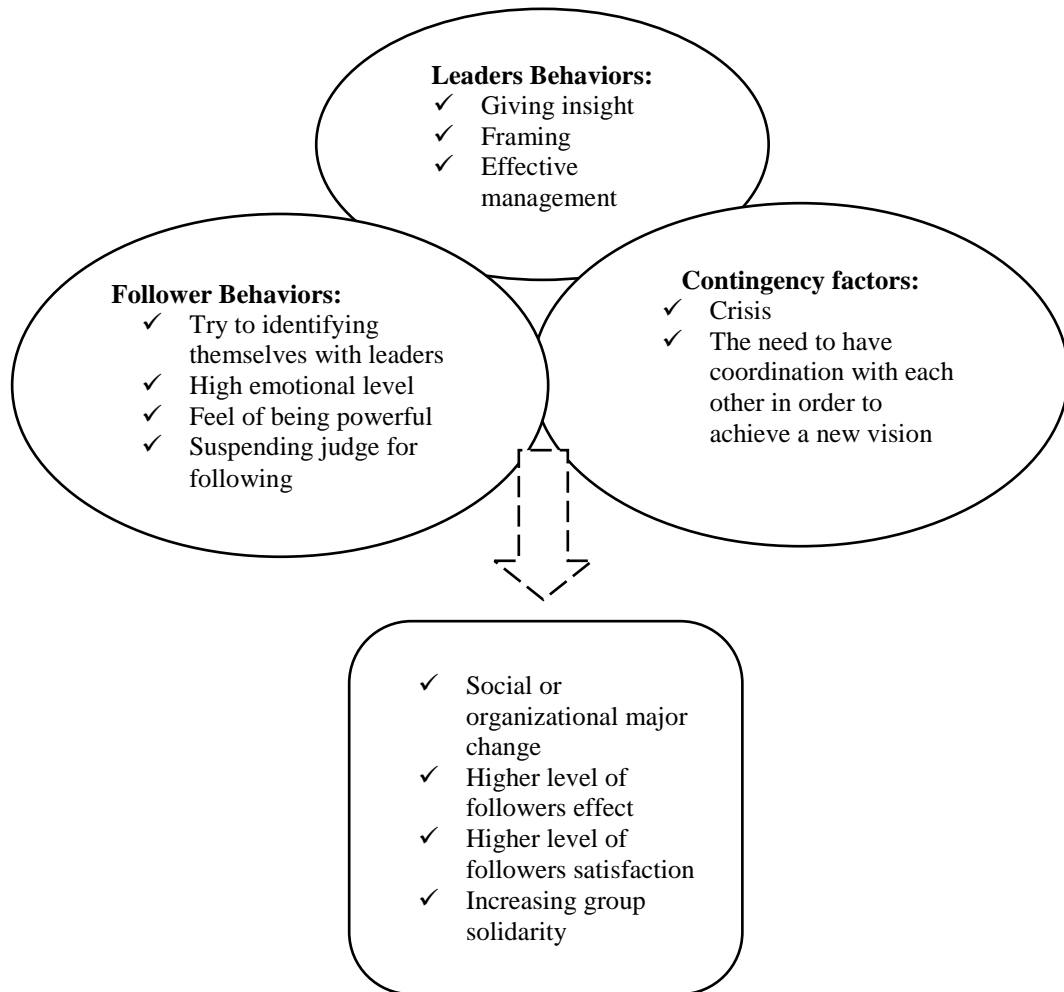 Leaders Behaviors:
✓ Giving insight
✓ Framing
✓ Effective
management
Follower Behaviors:
✓ Try to identifying
themselves with leaders
✓ High emotional level
✓ Feel of being powerful
✓ Suspending judge for
following
Contingency factors:
✓ Crisis
✓ The need to have
coordination with each
other in order to
achieve a new vision
✓ Social or
organizational major
change
✓ Higher level of
followers effect
✓ Higher level of
followers satisfaction
✓ Increasing group
solidarity